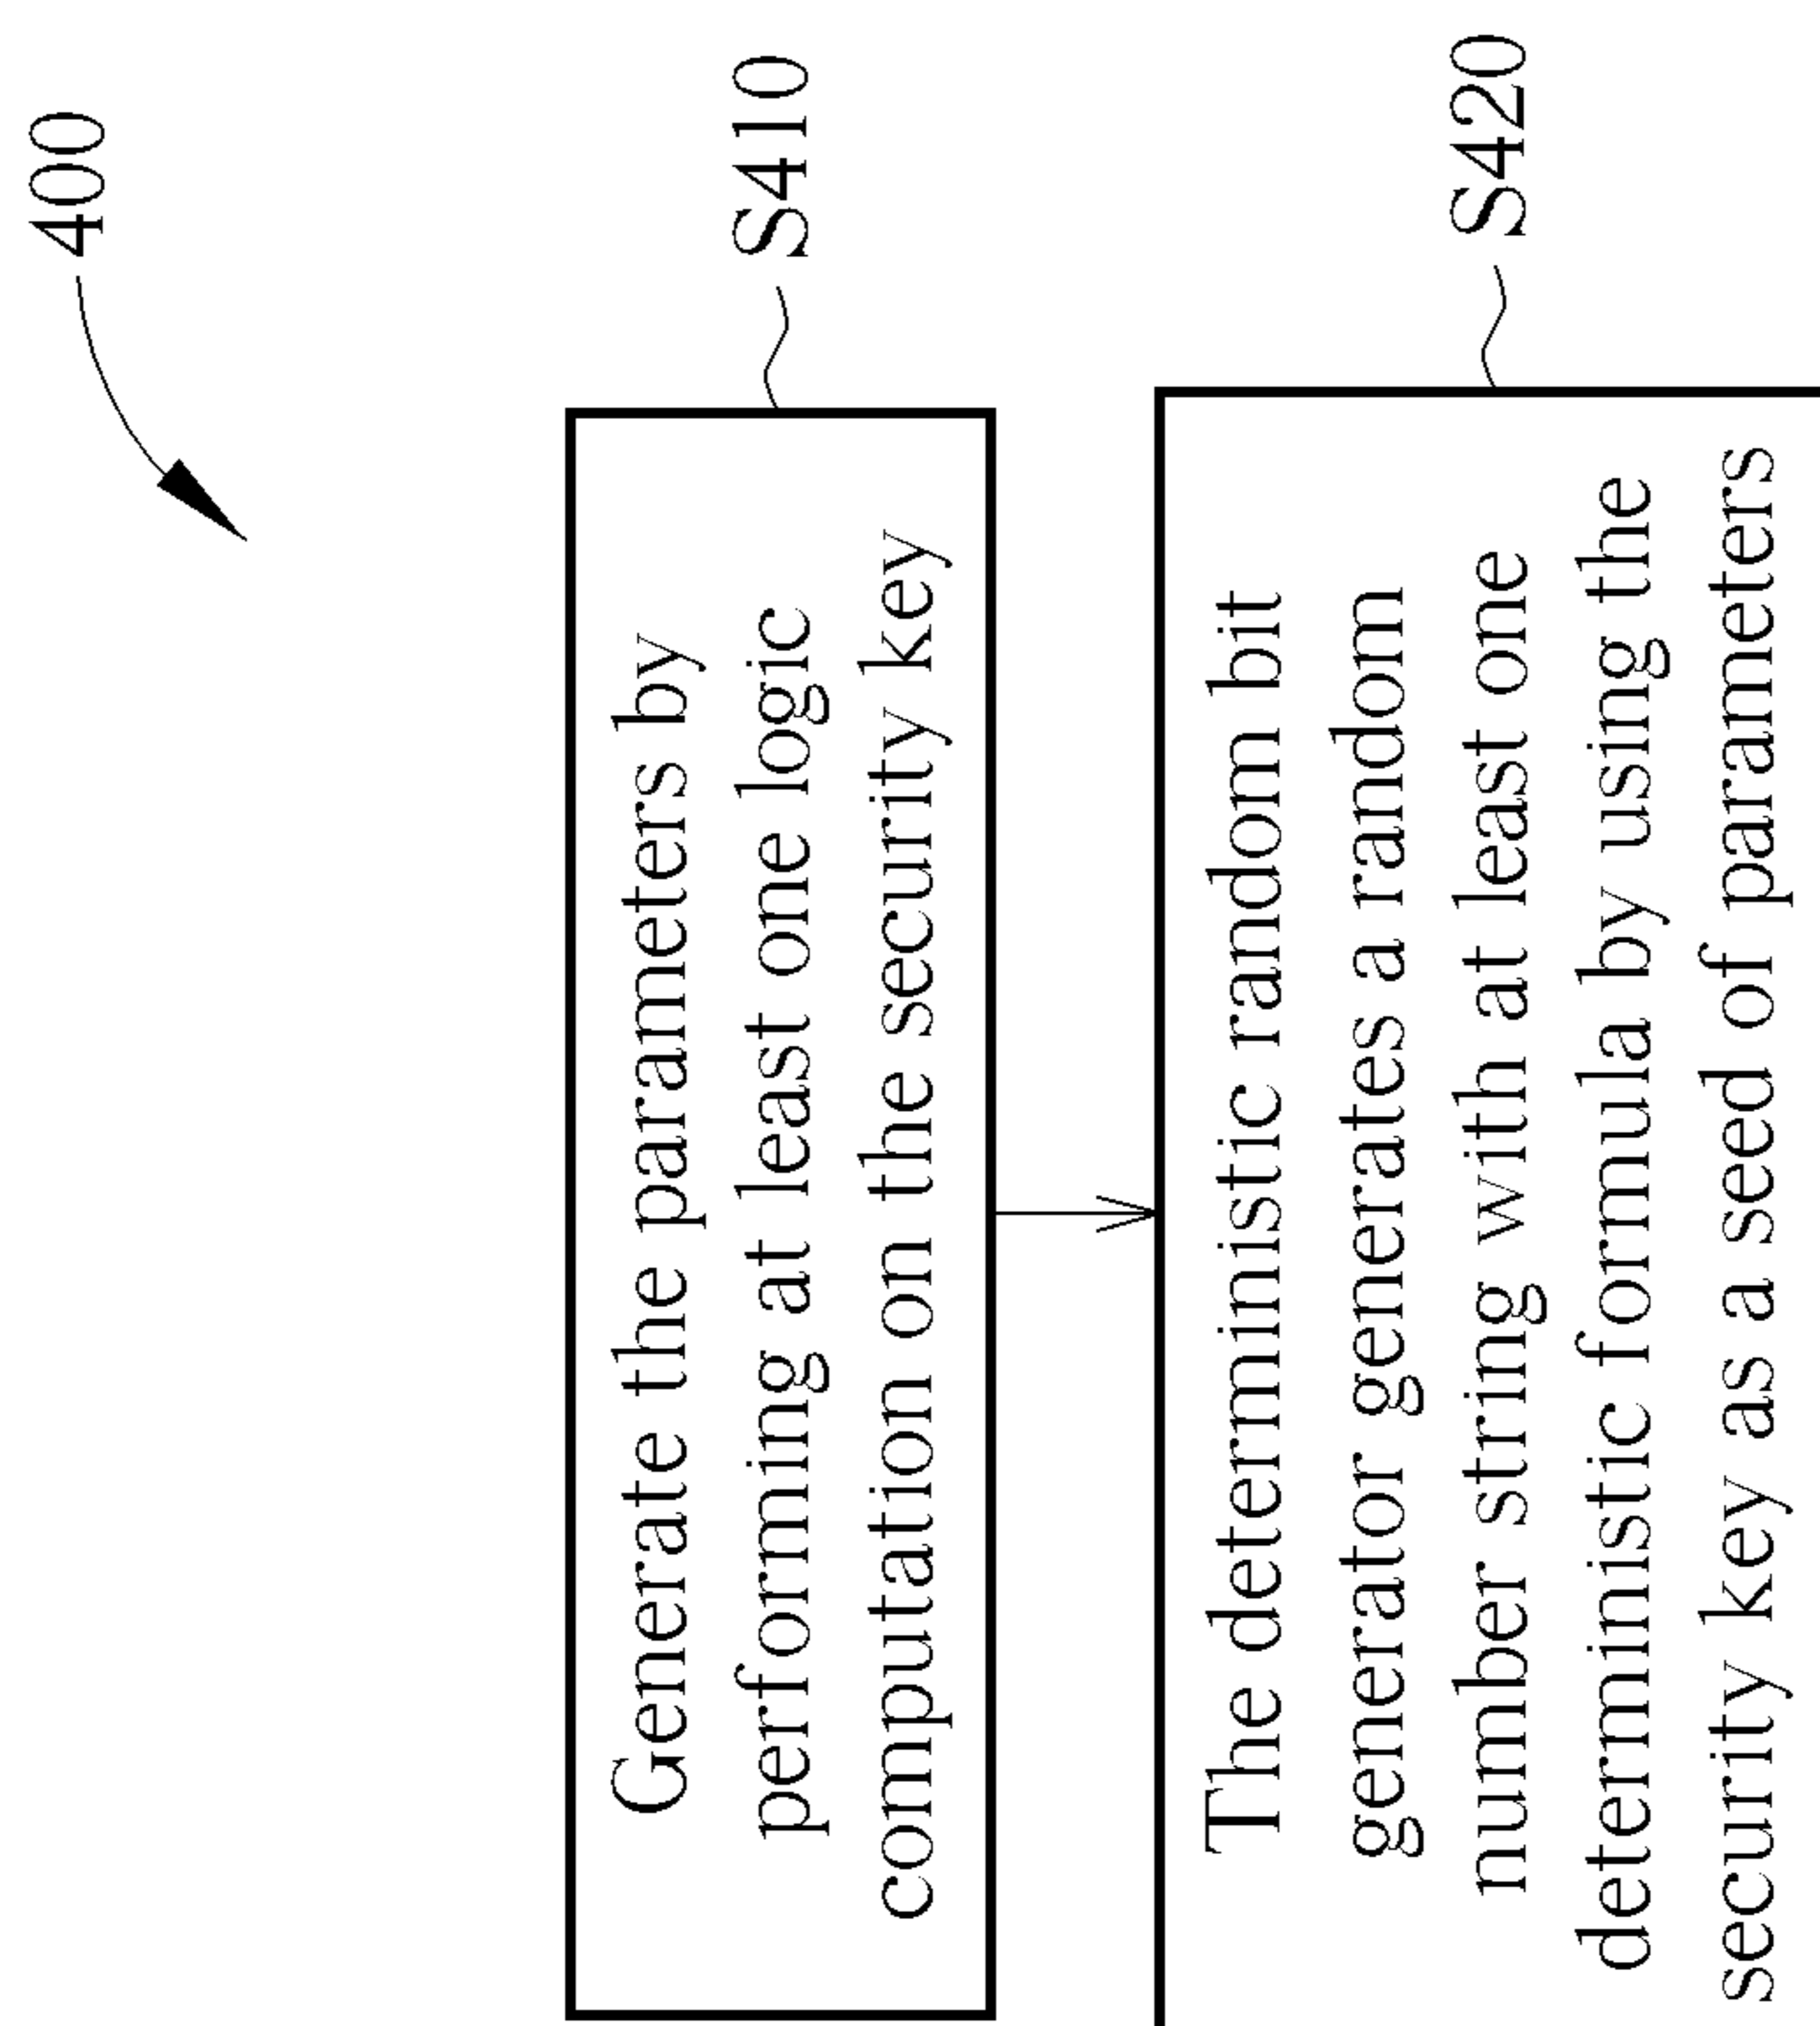 400
S410
Generate the parameters by
performing at least one logic
computation on the security key
S420
The deterministic random bit
generator generates a random
number string with at least one
deterministic formula by using the
security key as a seed of parameters